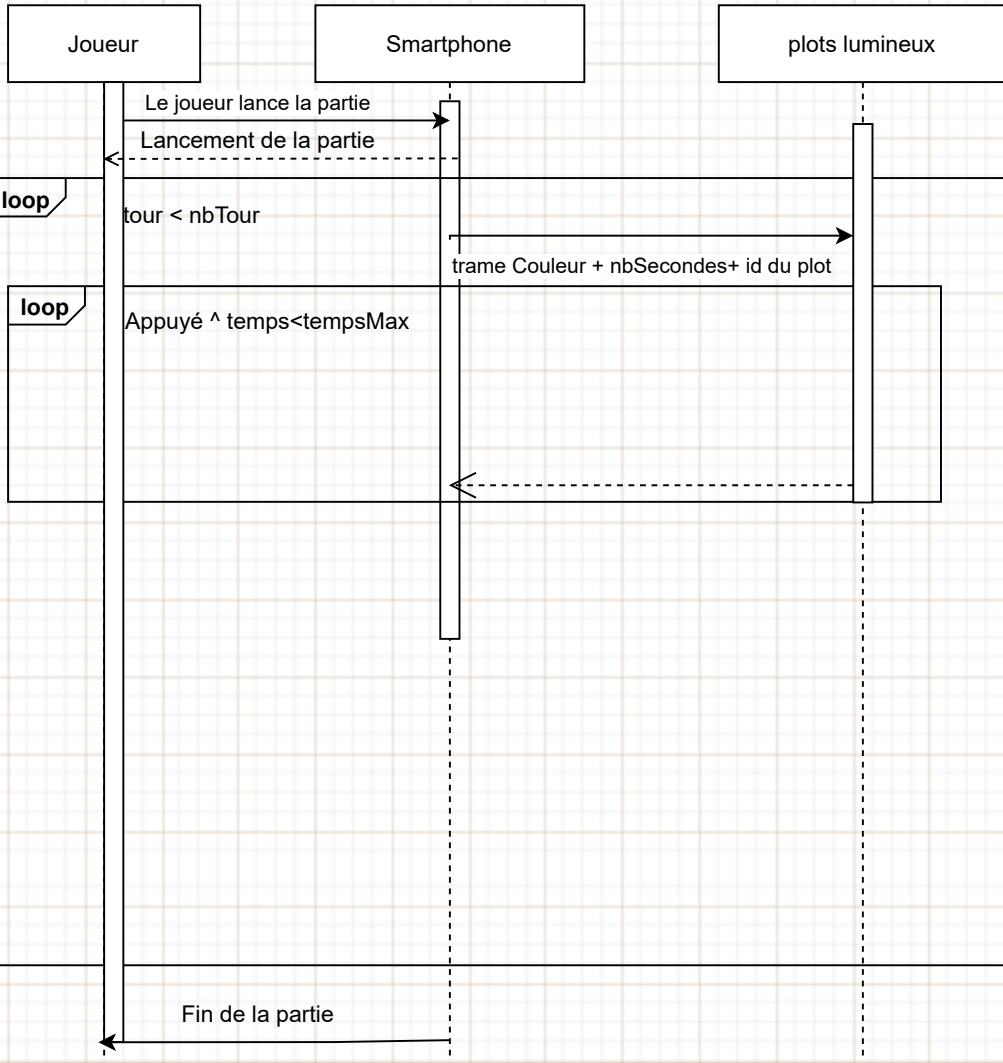 Joueur
Smartphone
plots lumineux
Le joueur lance la partie
Lancement de la partie
loop
tour < nbTour
trame Couleur + nbSecondes+ id du plot
loop
Appuyé ^ temps<tempsMax
Fin de la partie